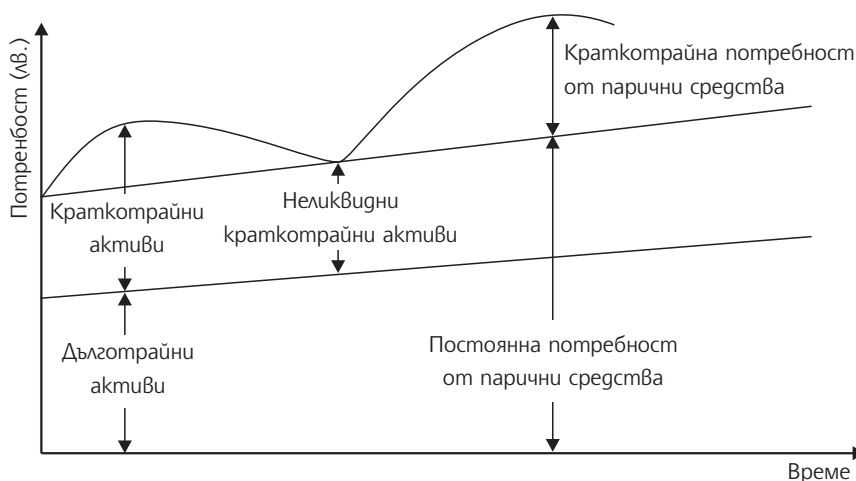 Потренбост (лв.)
Краткотрайна потребност
от парични средства
Краткотрайни
активи
Неликвидни
краткотрайни активи
Дълготрайни
активи
Постоянна потребност
от парични средства
Време